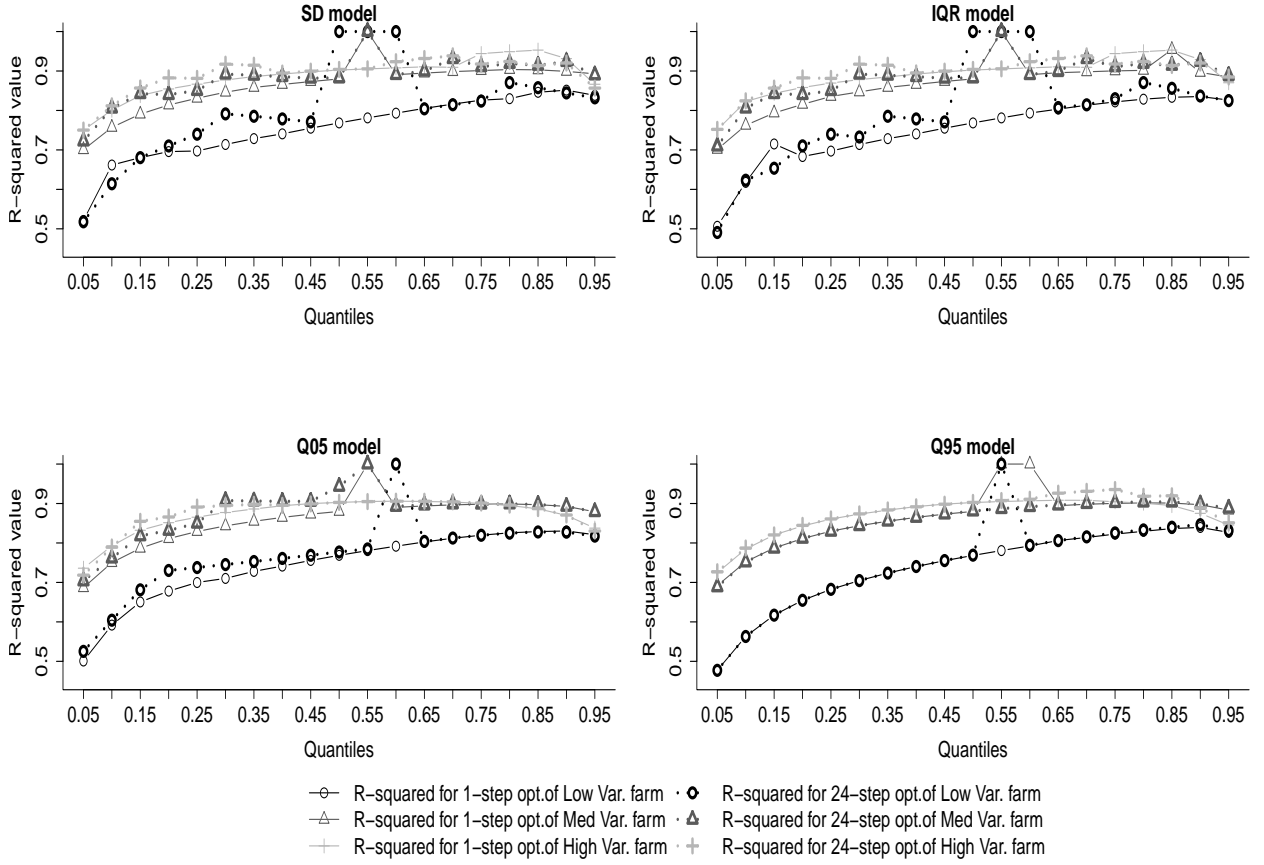 SD model
R−squared value
0.5 0.7 0.9
0.05 0.15 0.25 0.35 0.45 0.55 0.65 0.75 0.85 0.95
Quantiles
IQR model
R−squared value
0.5 0.7 0.9
0.05 0.15 0.25 0.35 0.45 0.55 0.65 0.75 0.85 0.95
Quantiles
Q05 model
R−squared value
0.5 0.7 0.9
0.05 0.15 0.25 0.35 0.45 0.55 0.65 0.75 0.85 0.95
Quantiles
Q95 model
R−squared value
0.5 0.7 0.9
0.05 0.15 0.25 0.35 0.45 0.55 0.65 0.75 0.85 0.95
Quantiles
R−squared for 1−step opt.of Low Var. farm
R−squared for 1−step opt.of Med Var. farm
R−squared for 1−step opt.of High Var. farm
R−squared for 24−step opt.of Low Var. farm
R−squared for 24−step opt.of Med Var. farm
R−squared for 24−step opt.of High Var. farm